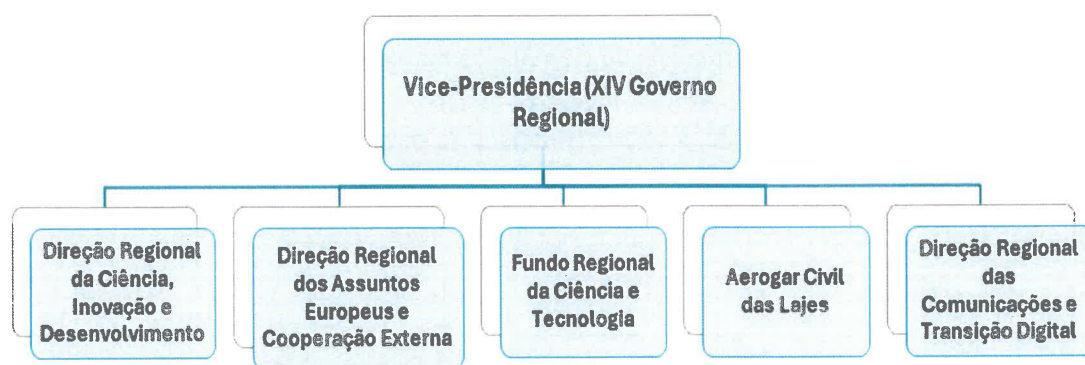 Vice-Presidência (XIV Governo
Regional)
Direção Regional
da Ciência,
Inovação e
Desenvolvimento
Direção Regional
dos Assuntos
Europeus e
Cooperação Externa
Fundo Regional
da Ciência e
Tecnologia
Aerogar Civil
das Lajes
Direção Regional
das
Comunicações e
Transição Digital